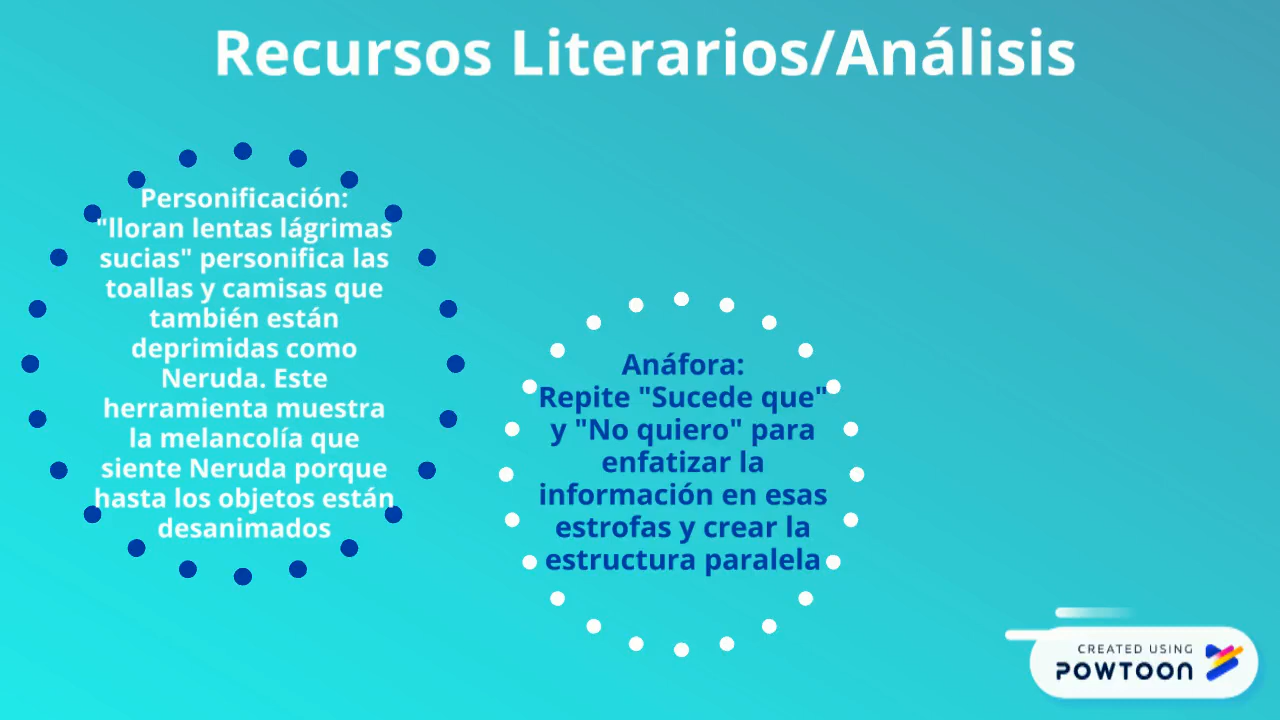 Recursos Literarios/Análisis
Personificación:
"lloran lentas lágrimas
sucias" personifica las
toallas y camisas que
también están
deprimidas como
Neruda. Este
herramienta muestra
la melancolía que
siente Neruda porque
hasta los objetos están
desanimados
Anáfora:
Repite "Sucede que"
y "No quiero" para
enfatizar la
información en esas
estrofas y crear la
estructura paralela
CREATED USING
POWTOON